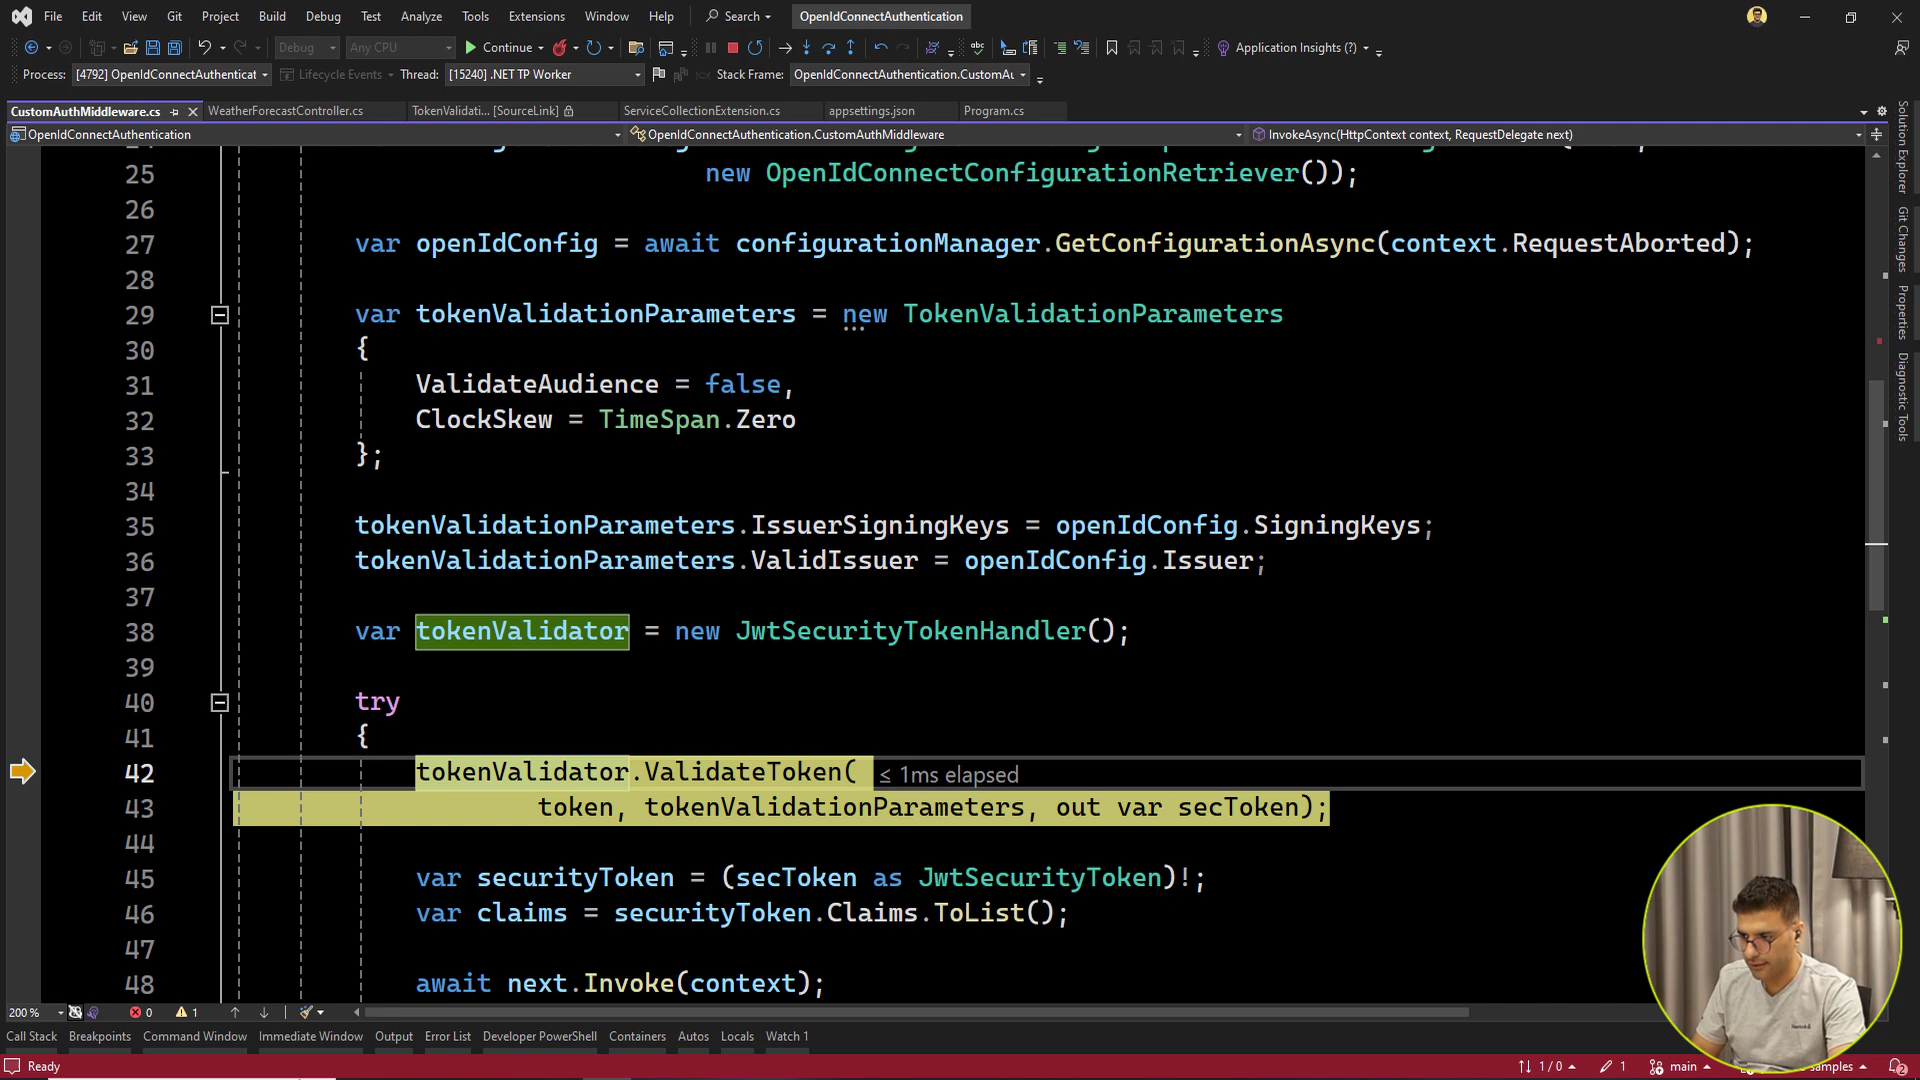 File Edit View Git Project Build Debug Test Analyze Tools Extensions Window Help Search OpenIdConnectAuthentication
Debug Any CPU Continue Application Insights (?)
Process: [4792] OpenIdConnectAuthenticat Lifecycle Events Thread: [15240] .NET TP Worker Stack Frame: OpenIdConnectAuthentication.CustomAu
CustomAuthMiddleware.cs WeatherForecastController.cs TokenValidati... [SourceLink] ServiceCollectionExtension.cs appsettings.json Program.cs
OpenIdConnectAuthentication OpenIdConnectAuthentication.CustomAuthMiddleware InvokeAsync(HttpContext context, RequestDelegate next)
25 new OpenIdConnectConfigurationRetriever());
26
27 var openIdConfig = await configurationManager.GetConfigurationAsync(context.RequestAborted);
28
29 var tokenValidationParameters = new TokenValidationParameters
30 {
31 ValidateAudience = false,
32 ClockSkew = TimeSpan.Zero
33 };
34
35 tokenValidationParameters.IssuerSigningKeys = openIdConfig.SigningKeys;
36 tokenValidationParameters.ValidIssuer = openIdConfig.Issuer;
37
38 var tokenValidator = new JwtSecurityTokenHandler();
39
40 try
41 {
42 tokenValidator.ValidateToken( ≤ 1ms elapsed
43 token, tokenValidationParameters, out var secToken);
44
45 var securityToken = (secToken as JwtSecurityToken)!;
46 var claims = securityToken.Claims.ToList();
47
48 await next.Invoke(context);
200 % 0 1
Call Stack Breakpoints Command Window Immediate Window Output Error List Developer PowerShell Containers Autos Locals Watch 1
Ready 1 / 0 1 main samples 2
Solution Explorer
Git Changes
Properties
Diagnostic Tools